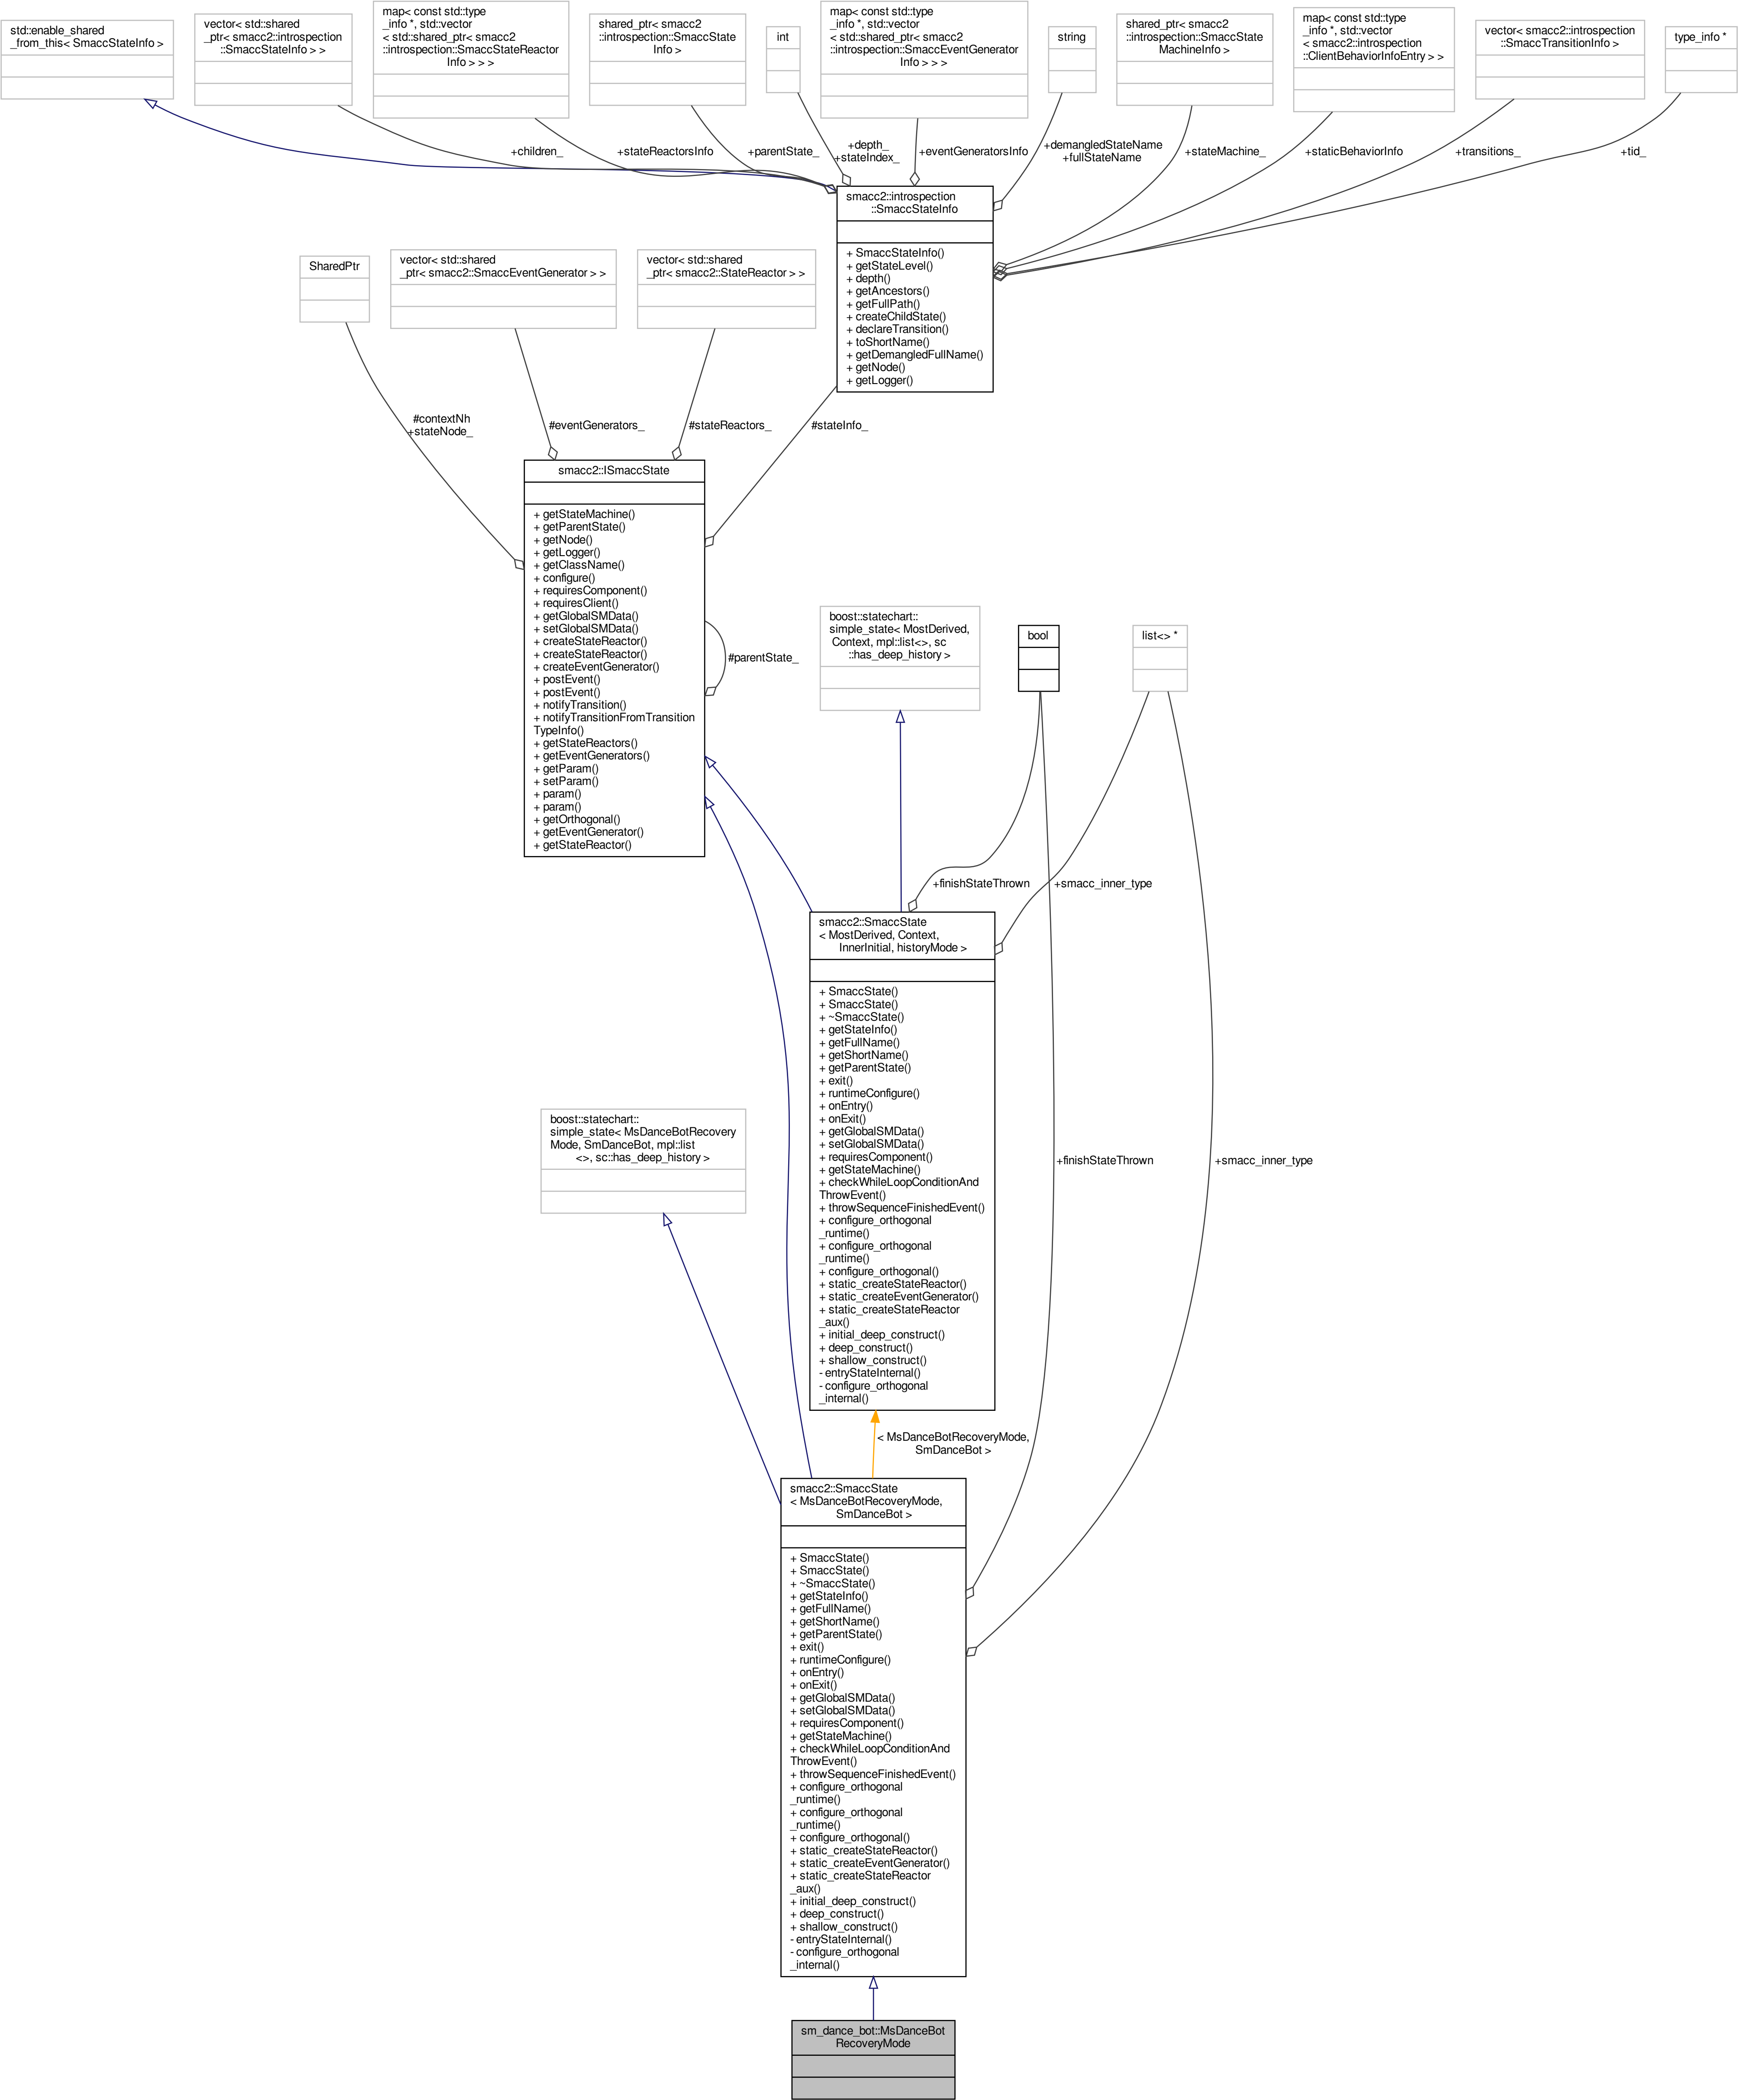 std::enable_shared
_from_this< SmaccStateInfo >
vector< std::shared
_ptr< smacc2::introspection
::SmaccStateInfo > >
map< const std::type
_info *, std::vector
< std::shared_ptr< smacc2
::introspection::SmaccStateReactor
Info > > >
shared_ptr< smacc2
::introspection::SmaccState
Info >
int
map< const std::type
_info *, std::vector
< std::shared_ptr< smacc2
::introspection::SmaccEventGenerator
Info > > >
string
shared_ptr< smacc2
::introspection::SmaccState
MachineInfo >
map< const std::type
_info *, std::vector
< smacc2::introspection
::ClientBehaviorInfoEntry > >
vector< smacc2::introspection
::SmaccTransitionInfo >
type_info *
+children_
+stateReactorsInfo
+parentState_
+depth_
+stateIndex_
+eventGeneratorsInfo
+demangledStateName
+fullStateName
+stateMachine_
+staticBehaviorInfo
+transitions_
+tid_
smacc2::introspection
::SmaccStateInfo
+ SmaccStateInfo()
+ getStateLevel()
+ depth()
+ getAncestors()
+ getFullPath()
+ createChildState()
+ declareTransition()
+ toShortName()
+ getDemangledFullName()
+ getNode()
+ getLogger()
SharedPtr
vector< std::shared
_ptr< smacc2::SmaccEventGenerator > >
vector< std::shared
_ptr< smacc2::StateReactor > >
#contextNh
+stateNode_
#eventGenerators_
#stateReactors_
#stateInfo_
smacc2::ISmaccState
+ getStateMachine()
+ getParentState()
+ getNode()
+ getLogger()
+ getClassName()
+ configure()
+ requiresComponent()
+ requiresClient()
+ getGlobalSMData()
+ setGlobalSMData()
+ createStateReactor()
+ createStateReactor()
+ createEventGenerator()
+ postEvent()
+ postEvent()
+ notifyTransition()
+ notifyTransitionFromTransition
TypeInfo()
+ getStateReactors()
+ getEventGenerators()
+ getParam()
+ setParam()
+ param()
+ param()
+ getOrthogonal()
+ getEventGenerator()
+ getStateReactor()
#parentState_
boost::statechart::
simple_state< MostDerived,
Context, mpl::list<>, sc
::has_deep_history >
bool
list<> *
+finishStateThrown
+smacc_inner_type
smacc2::SmaccState
< MostDerived, Context,
InnerInitial, historyMode >
+ SmaccState()
+ SmaccState()
+ ~SmaccState()
+ getStateInfo()
+ getFullName()
+ getShortName()
+ getParentState()
+ exit()
+ runtimeConfigure()
+ onEntry()
+ onExit()
+ getGlobalSMData()
+ setGlobalSMData()
+ requiresComponent()
+ getStateMachine()
+ checkWhileLoopConditionAnd
ThrowEvent()
+ throwSequenceFinishedEvent()
+ configure_orthogonal
_runtime()
+ configure_orthogonal
_runtime()
+ configure_orthogonal()
+ static_createStateReactor()
+ static_createEventGenerator()
+ static_createStateReactor
_aux()
+ initial_deep_construct()
+ deep_construct()
+ shallow_construct()
- entryStateInternal()
- configure_orthogonal
_internal()
boost::statechart::
simple_state< MsDanceBotRecovery
Mode, SmDanceBot, mpl::list
<>, sc::has_deep_history >
+finishStateThrown
+smacc_inner_type
< MsDanceBotRecoveryMode,
SmDanceBot >
smacc2::SmaccState
< MsDanceBotRecoveryMode,
SmDanceBot >
+ SmaccState()
+ SmaccState()
+ ~SmaccState()
+ getStateInfo()
+ getFullName()
+ getShortName()
+ getParentState()
+ exit()
+ runtimeConfigure()
+ onEntry()
+ onExit()
+ getGlobalSMData()
+ setGlobalSMData()
+ requiresComponent()
+ getStateMachine()
+ checkWhileLoopConditionAnd
ThrowEvent()
+ throwSequenceFinishedEvent()
+ configure_orthogonal
_runtime()
+ configure_orthogonal
_runtime()
+ configure_orthogonal()
+ static_createStateReactor()
+ static_createEventGenerator()
+ static_createStateReactor
_aux()
+ initial_deep_construct()
+ deep_construct()
+ shallow_construct()
- entryStateInternal()
- configure_orthogonal
_internal()
sm_dance_bot::MsDanceBot
RecoveryMode